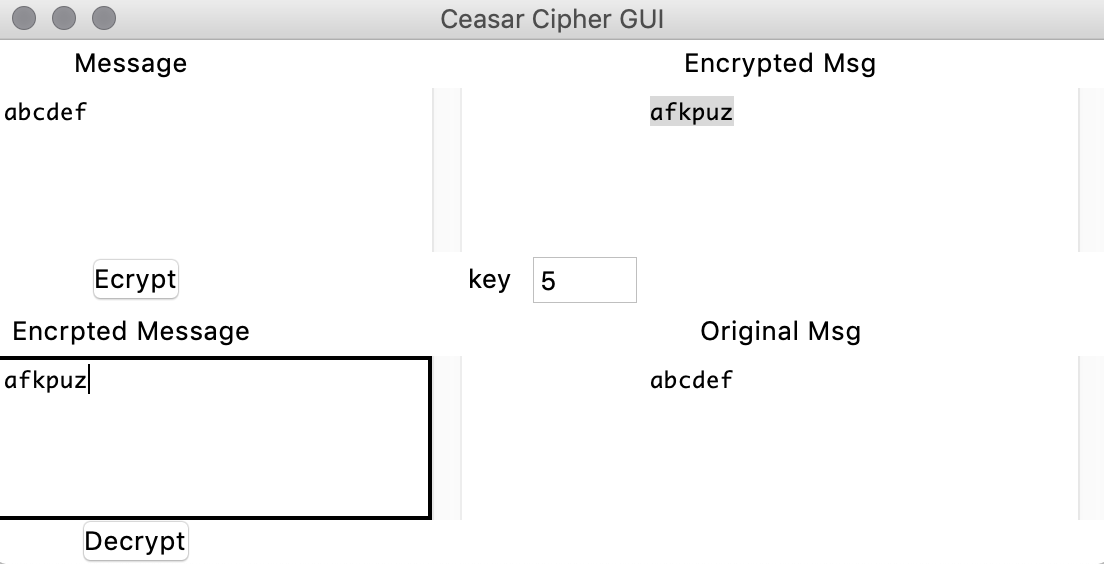 Ceasar Cipher GUI
Message
Encrypted Msg
abcdef
afkpuz
Ecrypt
key
5
Encrpted Message
Original Msg
afkpuz
abcdef
Decrypt